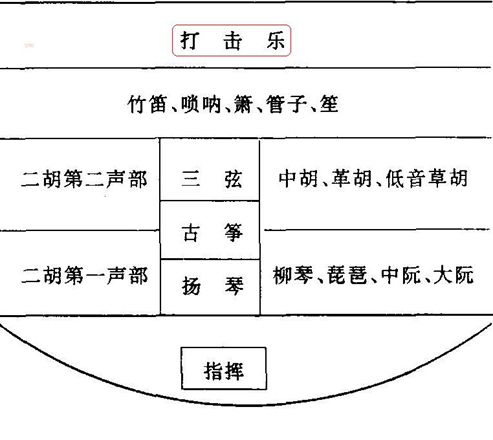 打击乐
竹笛、唢呐、箫、管子、笙
二胡第二声部
三弦
中胡、革胡、低音草胡
古筝
二胡第一声部
扬琴
柳琴、琵琶、中阮、大阮
指挥